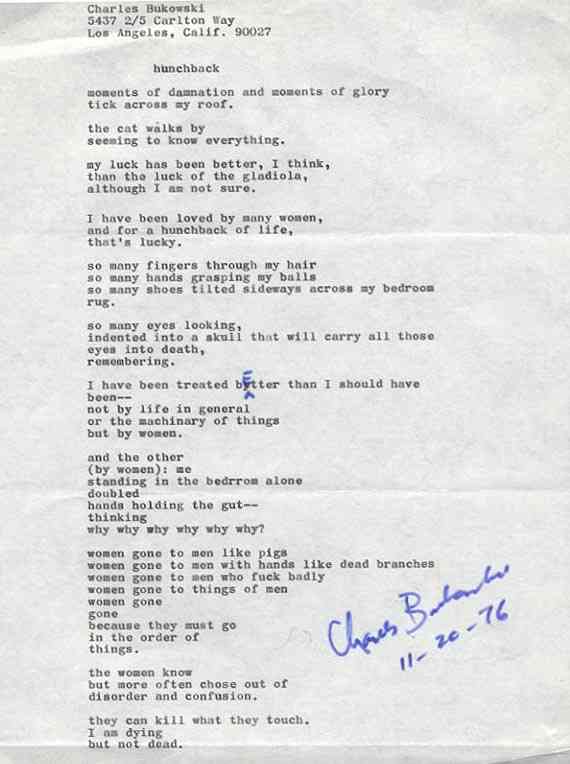 Charles Bukowski
5437 2/5 Carlton Way
Los Angeles, Calif. 90027
hunchback
moments of damnation and moments of glory
tick across my roof.
the cat walks by
seeming to know everything.
my luck has been better, I think,
than the luck of the gladiola,
although I am not sure.
I have been loved by many women,
and for a hunchback of life,
that's lucky.
so many fingers through my hair
so many hands grasping my balls
so many shoes tilted sideways across my bedroom
rug.
so many eyes looking,
indented into a skull that will carry all those
eyes into death,
remembering.
I have been treated bEtter than I should have
been--
not by life in general
or the machinary of things
but by women.
and the other
(by women): me
standing in the bedrrom alone
doubled
hands holding the gut--
thinking
why why why why why why?
women gone to men like pigs
women gone to men with hands like dead branches
women gone to men who fuck badly
women gone to things of men
women gone
gone
because they must go
in the order of
things.
Charles Bukowski
11-20-76
the women know
but more often chose out of
disorder and confusion.
they can kill what they touch.
I am dying
but not dead.